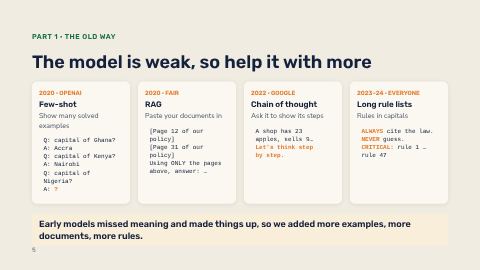 PART 1 · THE OLD WAY
The model is weak, so help it with more
2020 · OPENAI
Few-shot
Show many solved
examples
Q: capital of Ghana?
A: Accra
Q: capital of Kenya?
A: Nairobi
Q: capital of
Nigeria?
A: ?
2020 · FAIR
RAG
Paste your documents in
[Page 12 of our
policy]
[Page 31 of our
policy]
Using ONLY the pages
above, answer: …
2022 · GOOGLE
Chain of thought
Ask it to show its steps
A shop has 23
apples, sells 9…
Let's think step
by step.
2023-24 · EVERYONE
Long rule lists
Rules in capitals
ALWAYS cite the law.
NEVER guess.
CRITICAL: rule 1 …
rule 47
Early models missed meaning and made things up, so we added more examples, more
documents, more rules.
5